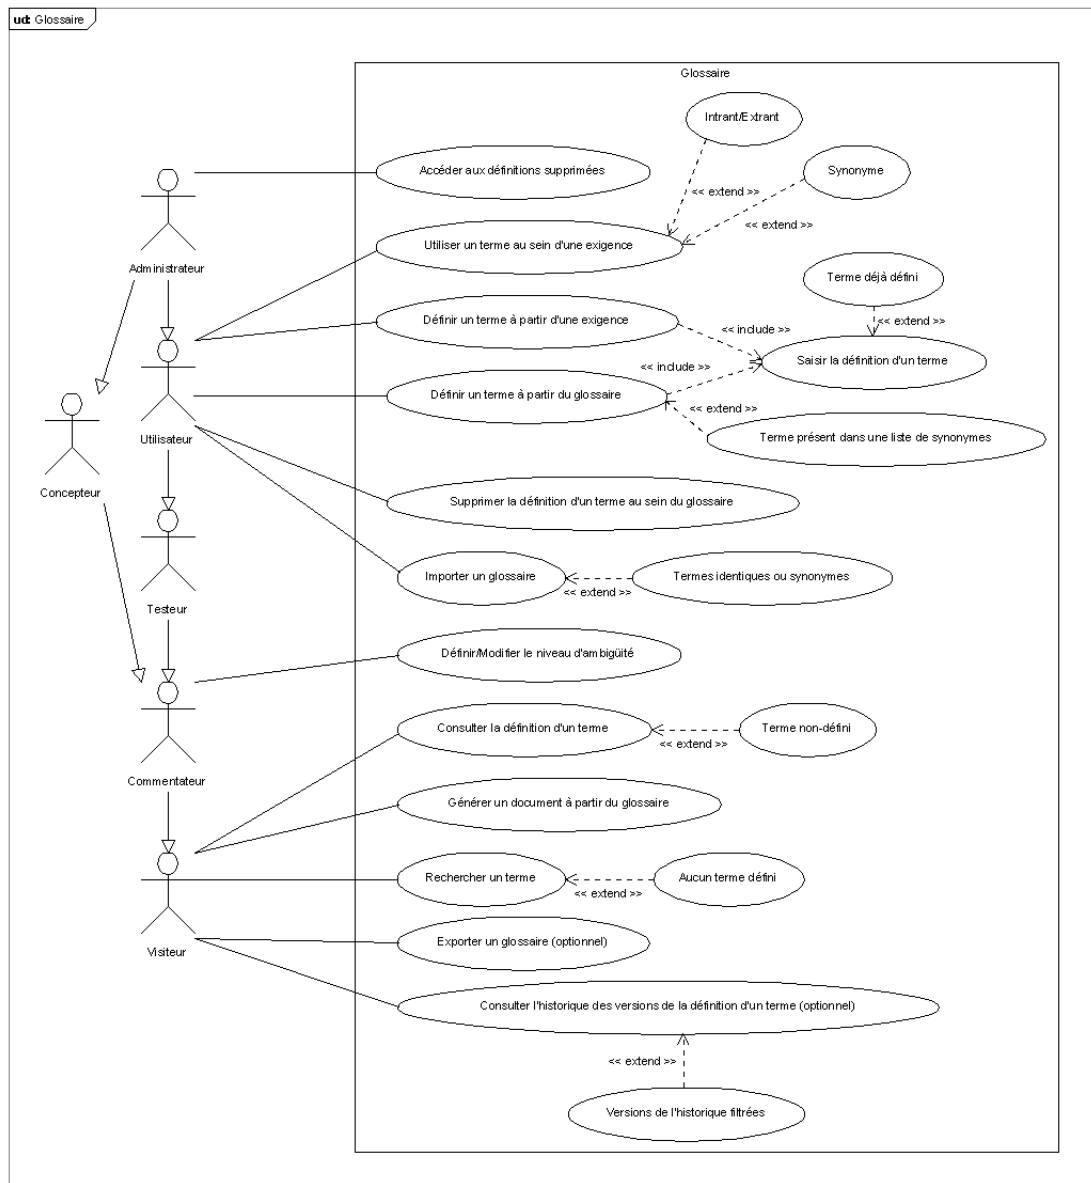 ud: Glossaire
Glossaire
Intrant/Extrant
Accéder aux définitions supprimées
Synonyme
<< extend >>
<< extend >>
Utiliser un terme au sein d'une exigence
Administrateur
Terme déjà défini
Définir un terme à partir d'une exigence
<< extend >>
<< include >>
Saisir la définition d'un terme
<< include >>
Définir un terme à partir du glossaire
<< extend >>
Utilisateur
Terme présent dans une liste de synonymes
Concepteur
Supprimer la définition d'un terme au sein du glossaire
Importer un glossaire
Termes identiques ou synonymes
<< extend >>
Testeur
Définir/Modifier le niveau d'ambigüité
Consulter la définition d'un terme
Terme non-défini
<< extend >>
Commentateur
Générer un document à partir du glossaire
Rechercher un terme
Aucun terme défini
<< extend >>
Exporter un glossaire (optionnel)
Visiteur
Consulter l'historique des versions de la définition d'un terme (optionnel)
<< extend >>
Versions de l'historique filtrées